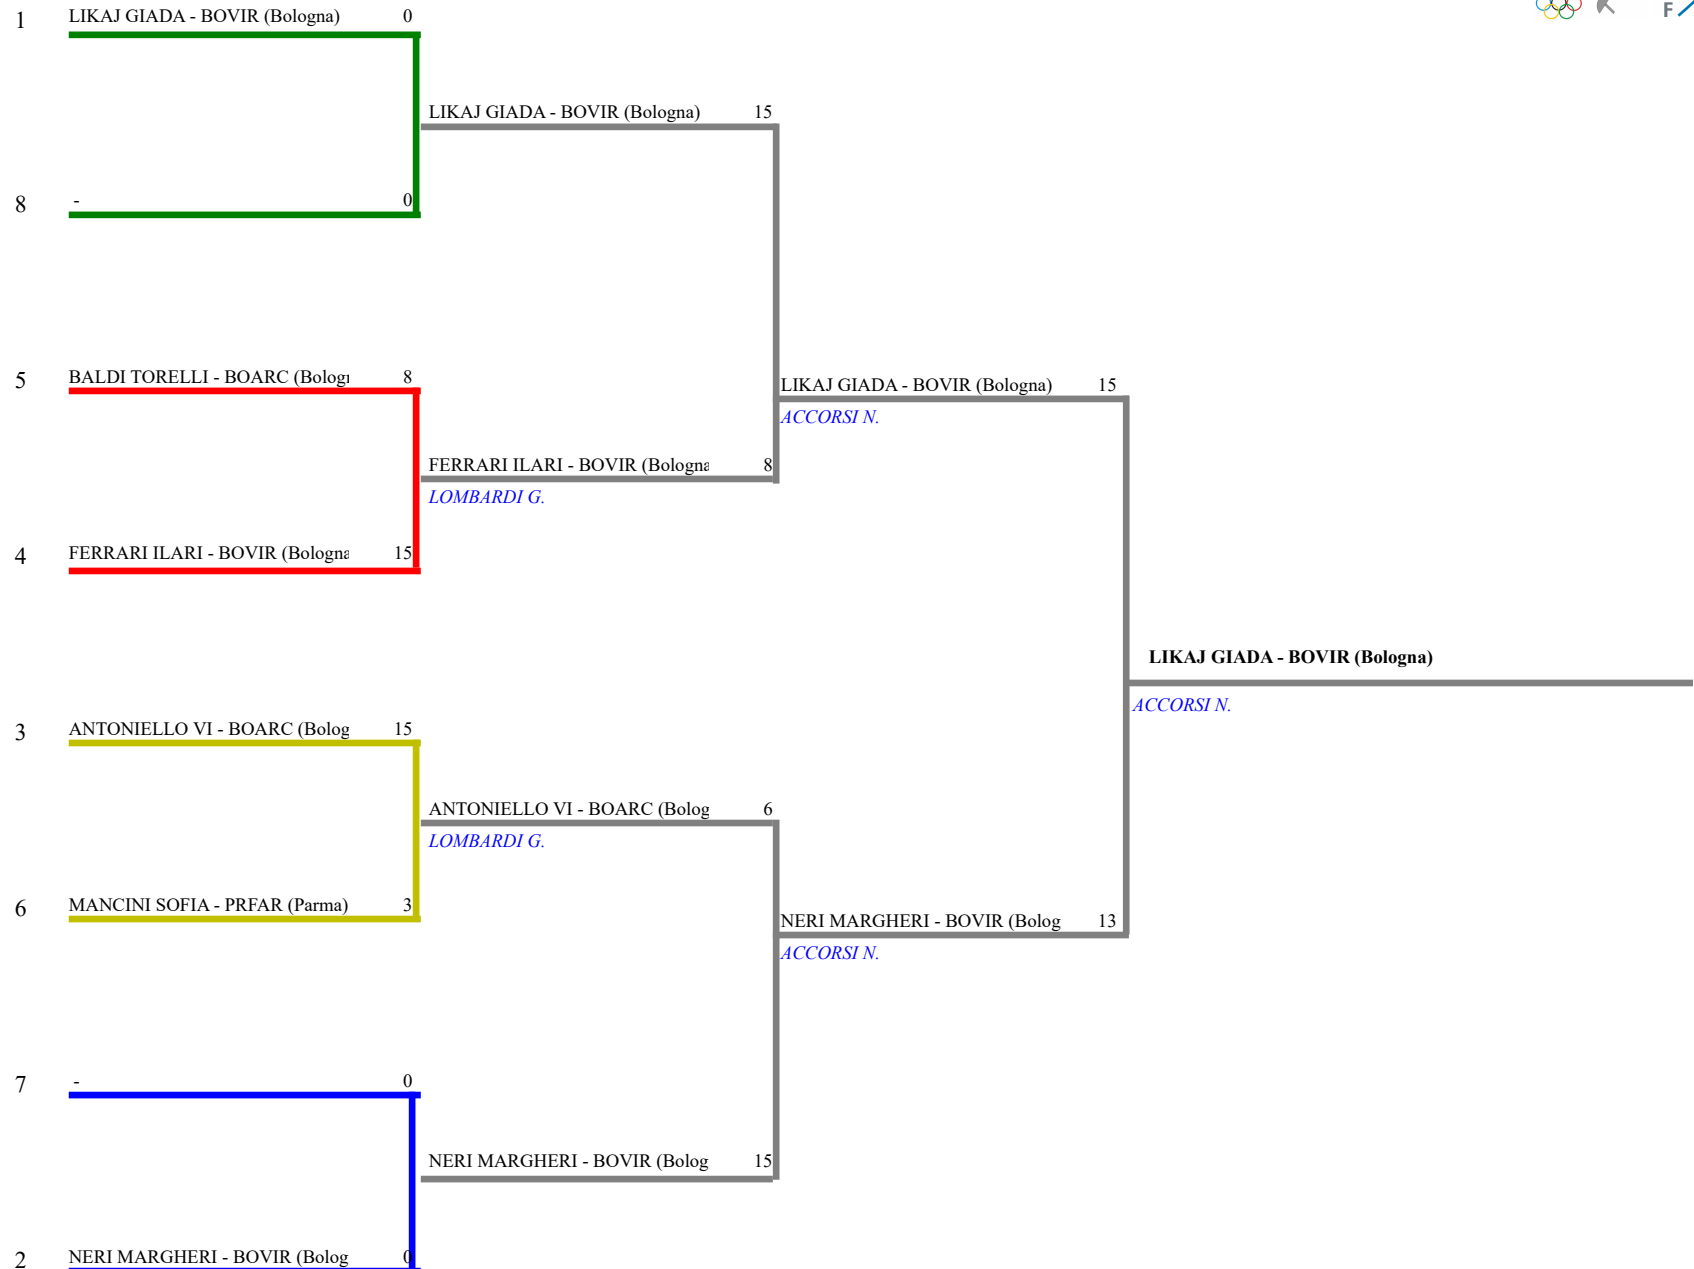 1 LIKAJ GIADA - BOVIR (Bologna) 0
F
LIKAJ GIADA - BOVIR (Bologna) 15
8 - 0
5 BALDI TORELLI - BOARC (Bolog 8
LIKAJ GIADA - BOVIR (Bologna) 15
ACCORSI N.
FERRARI ILARI - BOVIR (Bologna 8
LOMBARDI G.
4 FERRARI ILARI - BOVIR (Bologna 15
LIKAJ GIADA - BOVIR (Bologna)
ACCORSI N.
3 ANTONIELLO VI - BOARC (Bolog 15
ANTONIELLO VI - BOARC (Bolog 6
LOMBARDI G.
6 MANCINI SOFIA - PRFAR (Parma) 3
NERI MARGHERI - BOVIR (Bolog 13
ACCORSI N.
7 - 0
NERI MARGHERI - BOVIR (Bolog 15
2 NERI MARGHERI - BOVIR (Bolog 0